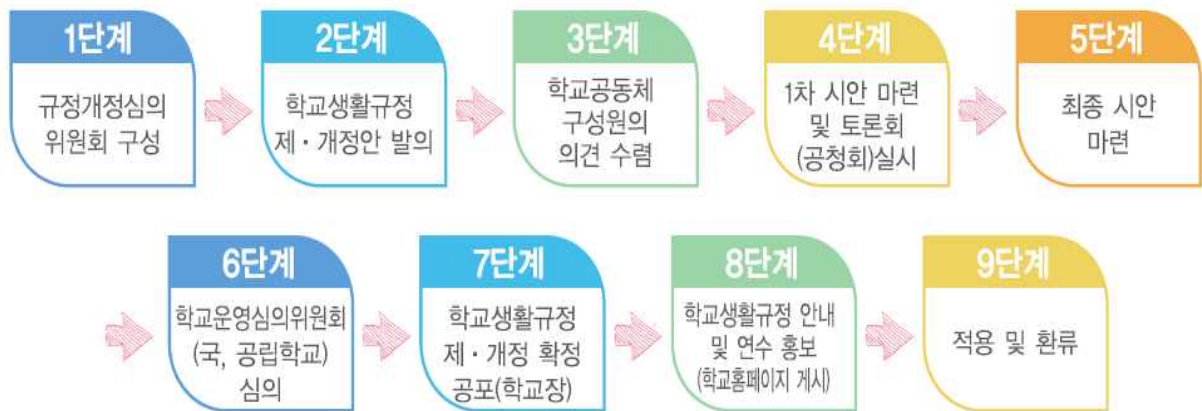 1단계
규정개정심의
위원회 구성
2단계
학교생활규정
제·개정안 발의
3단계
학교공동체
구성원의
의견 수렴
4단계
1차 시안 마련
및 토론회
(공청회)실시
5단계
최종 시안
마련
6단계
학교운영심의위원회
(국, 공립학교)
심의
7단계
학교생활규정
제·개정 확정
공포(학교장)
8단계
학교생활규정 안내
및 연수 홍보
(학교홈페이지 게시)
9단계
적용 및 환류